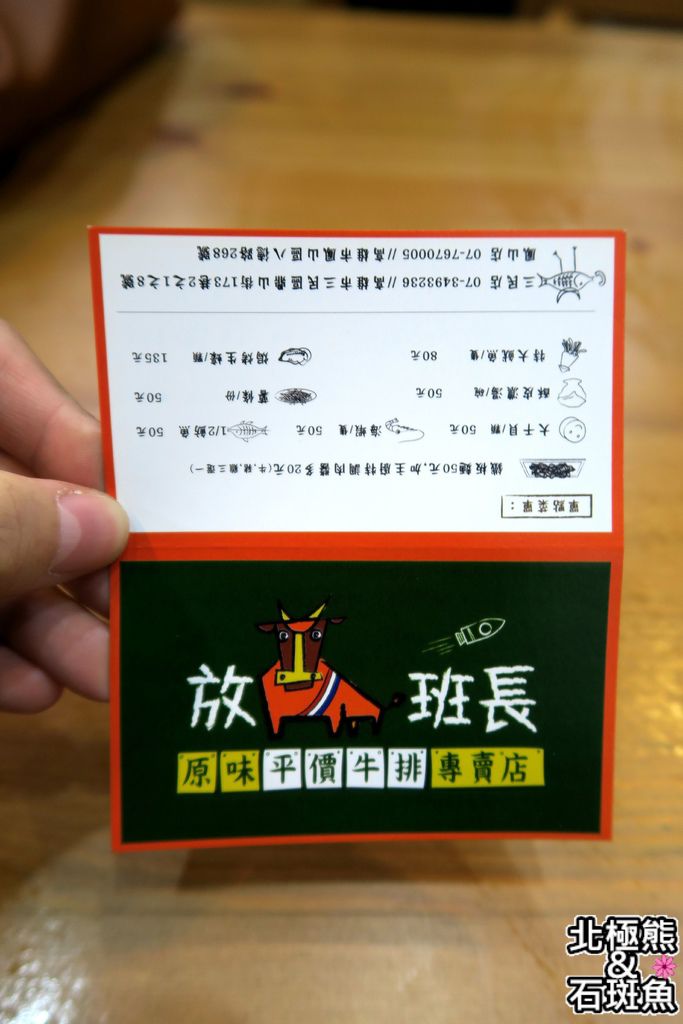 單點菜單：
鐵板麵50元，加主廚特調肉醬多20元(牛.豬.雞三選一)
大干貝/顆 50元 海蝦/隻 50元 1/2魴魚 50元
酥皮濃湯/碗 50元 薯條/份 50元
特大魷魚/隻 80元 焗烤生蠔/顆 135元
三民店 07-3493236 // 高雄市三民區鼎山街173巷2之1之8號
鳳山店 07-7670005 // 高雄市鳳山區八德路268號
放 班長
原味平價牛排專賣店
北極熊
&
石斑魚